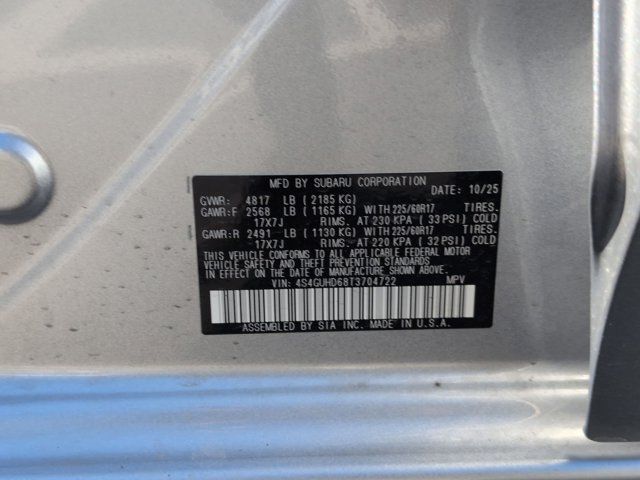 MFD BY SUBARU CORPORATION DATE: 10/25
GVWR: 4817 LB ( 2185 KG)
GAWR:F 2568 LB ( 1165 KG) WITH 225/60R17 TIRES.
17X7J RIMS. AT 230 KPA ( 33 PSI) COLD
GAWR:R 2491 LB ( 1130 KG) WITH 225/60R17 TIRES.
17X7J RIMS. AT 220 KPA ( 32 PSI) COLD
THIS VEHICLE CONFORMS TO ALL APPLICABLE FEDERAL MOTOR
VEHICLE SAFETY AND THEFT PREVENTION STANDARDS
IN EFFECT ON THE DATE OF MANUFACTURE SHOWN ABOVE.
VIN: 4S4GUHD68T3704722 MPV
ASSEMBLED BY SIA INC. MADE IN U.S.A.